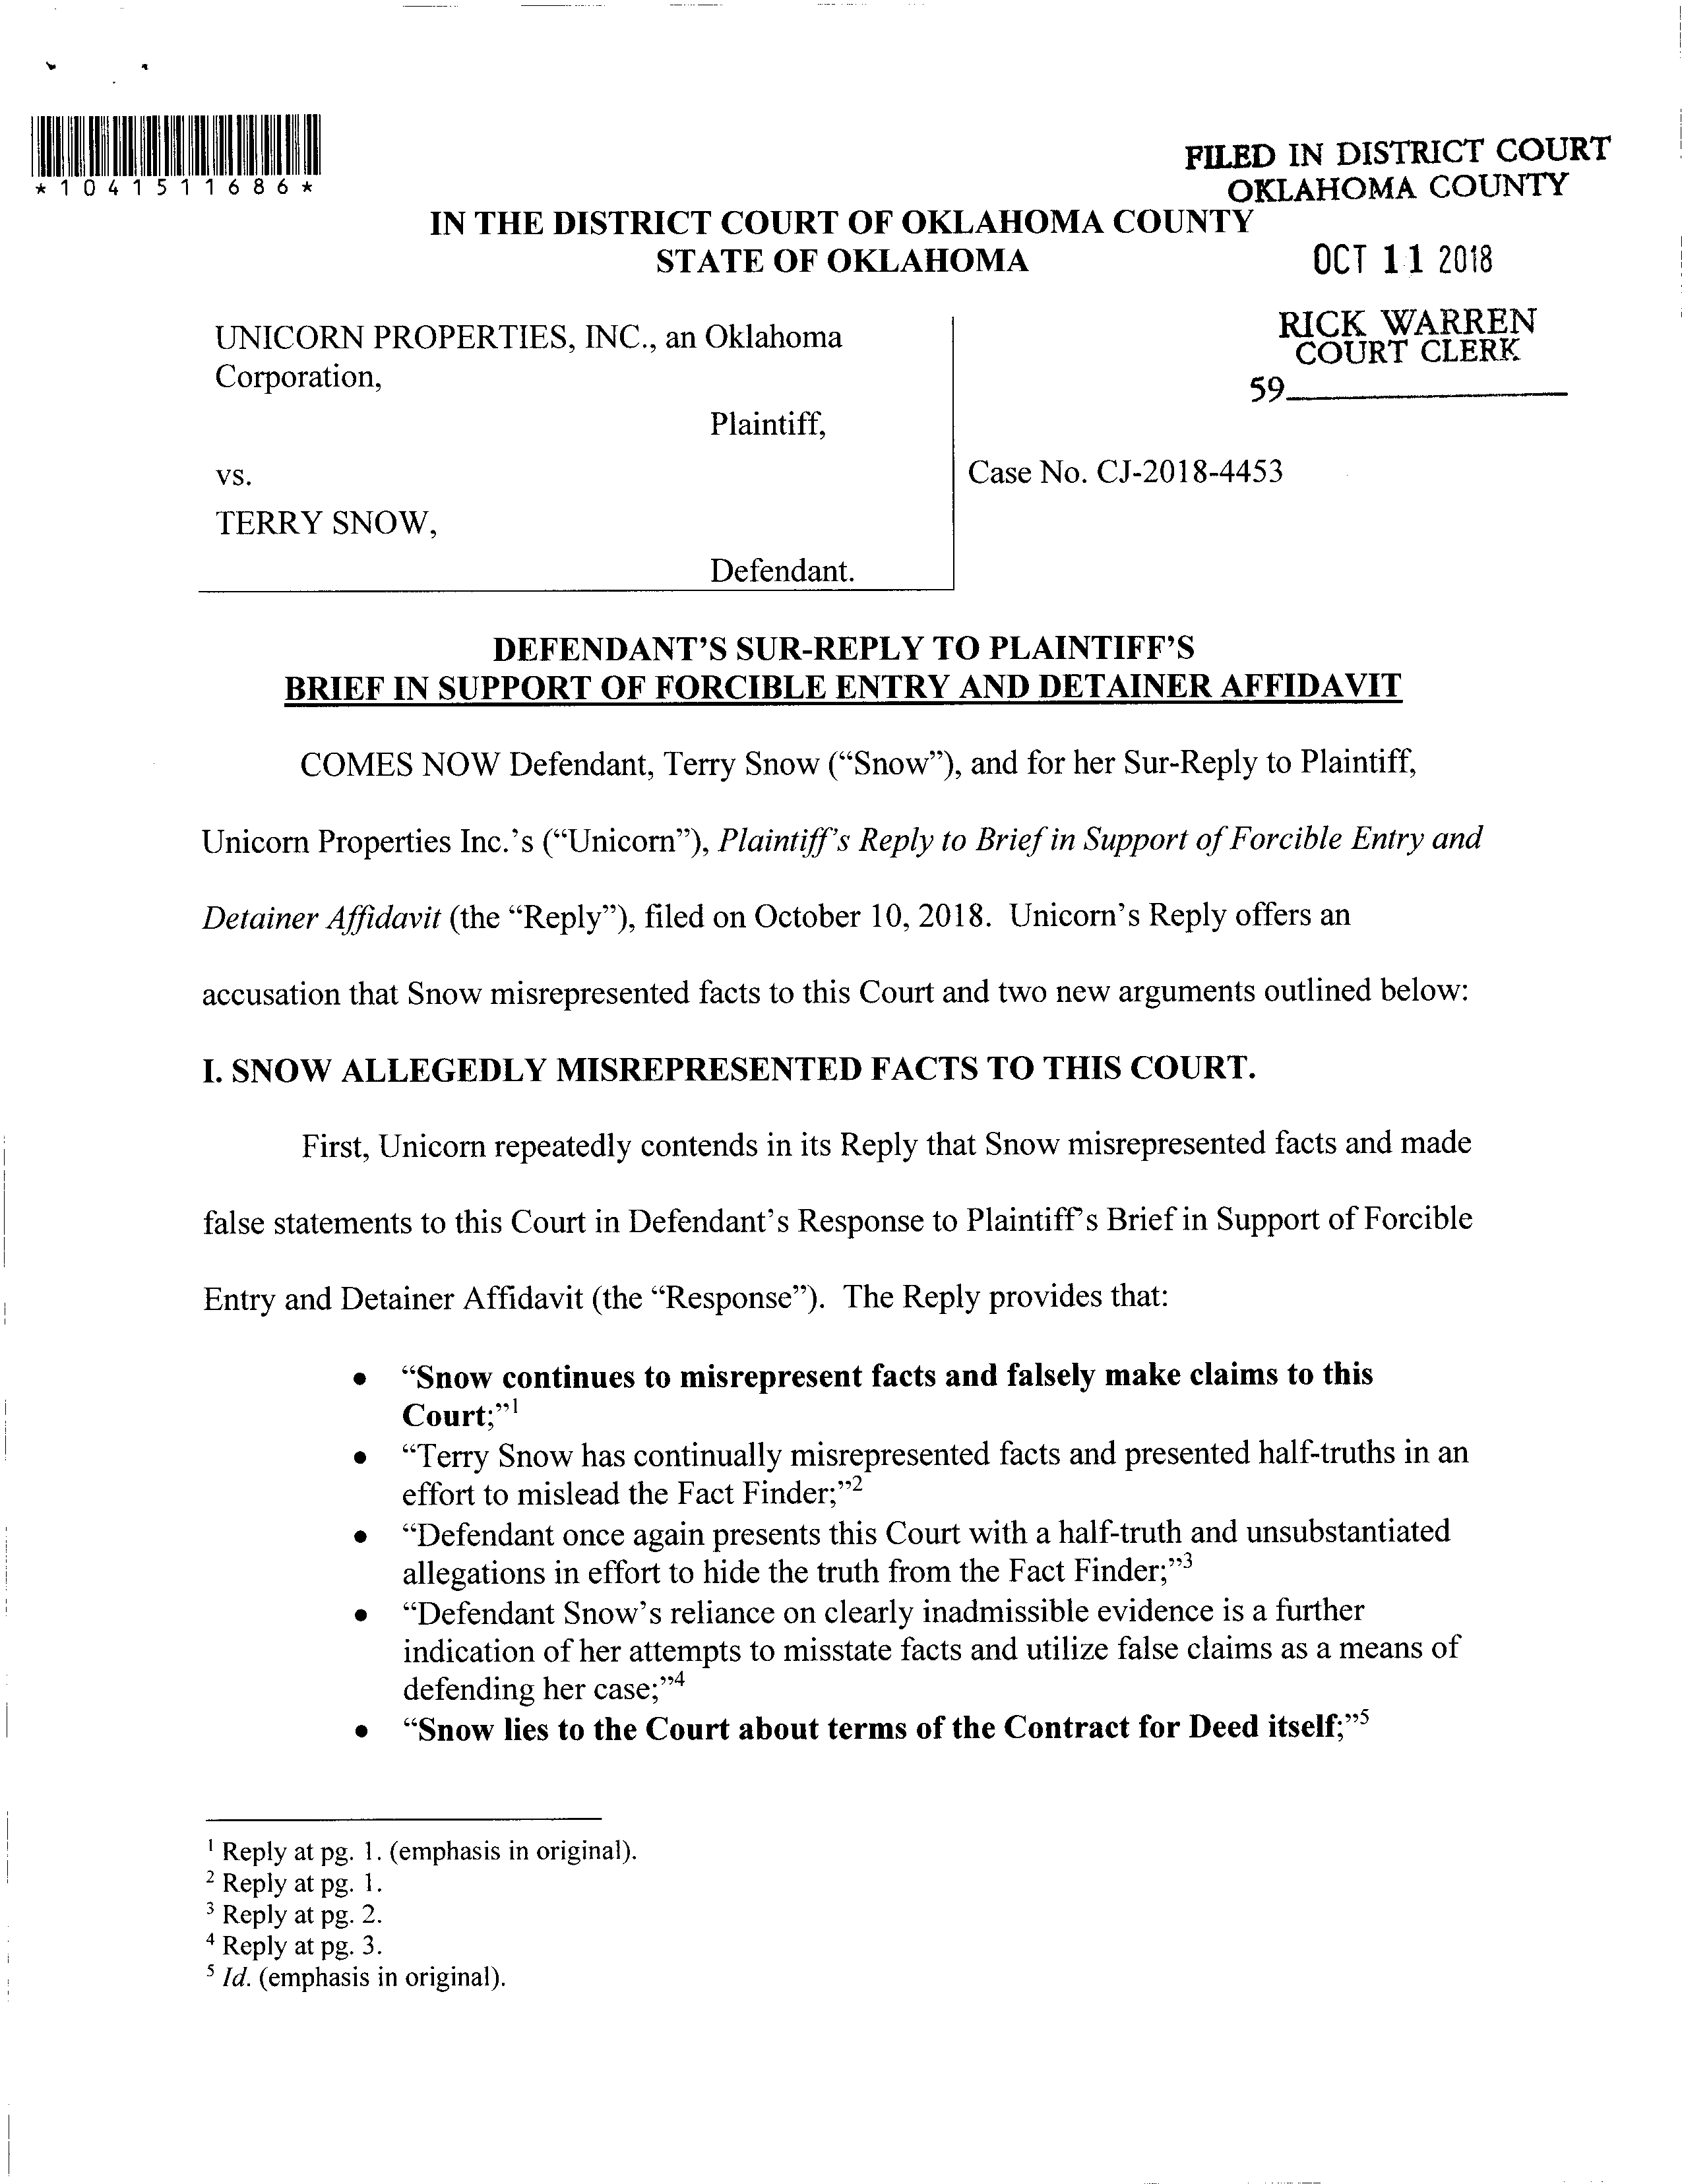 *1041511686*
FILED IN DISTRICT COURT
OKLAHOMA COUNTY
IN THE DISTRICT COURT OF OKLAHOMA COUNTY
STATE OF OKLAHOMA
OCT 11 2018
RICK WARREN
COURT CLERK
59
UNICORN PROPERTIES, INC., an Oklahoma
Corporation,
Plaintiff,
vs.
Case No. CJ-2018-4453
TERRY SNOW,
Defendant.
DEFENDANT’S SUR-REPLY TO PLAINTIFF’S
BRIEF IN SUPPORT OF FORCIBLE ENTRY AND DETAINER AFFIDAVIT
COMES NOW Defendant, Terry Snow (“Snow”), and for her Sur-Reply to Plaintiff,
Unicorn Properties Inc.’s (“Unicorn”), Plaintiff’s Reply to Brief in Support of Forcible Entry and
Detainer Affidavit (the “Reply”), filed on October 10, 2018. Unicorn’s Reply offers an
accusation that Snow misrepresented facts to this Court and two new arguments outlined below:
I. SNOW ALLEGEDLY MISREPRESENTED FACTS TO THIS COURT.
First, Unicorn repeatedly contends in its Reply that Snow misrepresented facts and made
false statements to this Court in Defendant’s Response to Plaintiff’s Brief in Support of Forcible
Entry and Detainer Affidavit (the “Response”). The Reply provides that:
• “Snow continues to misrepresent facts and falsely make claims to this
Court;”1
• “Terry Snow has continually misrepresented facts and presented half-truths in an
effort to mislead the Fact Finder;”2
• “Defendant once again presents this Court with a half-truth and unsubstantiated
allegations in effort to hide the truth from the Fact Finder;”3
• “Defendant Snow’s reliance on clearly inadmissible evidence is a further
indication of her attempts to misstate facts and utilize false claims as a means of
defending her case;”4
• “Snow lies to the Court about terms of the Contract for Deed itself;”5
1 Reply at pg. 1. (emphasis in original).
2 Reply at pg. 1.
3 Reply at pg. 2.
4 Reply at pg. 3.
5 Id. (emphasis in original).